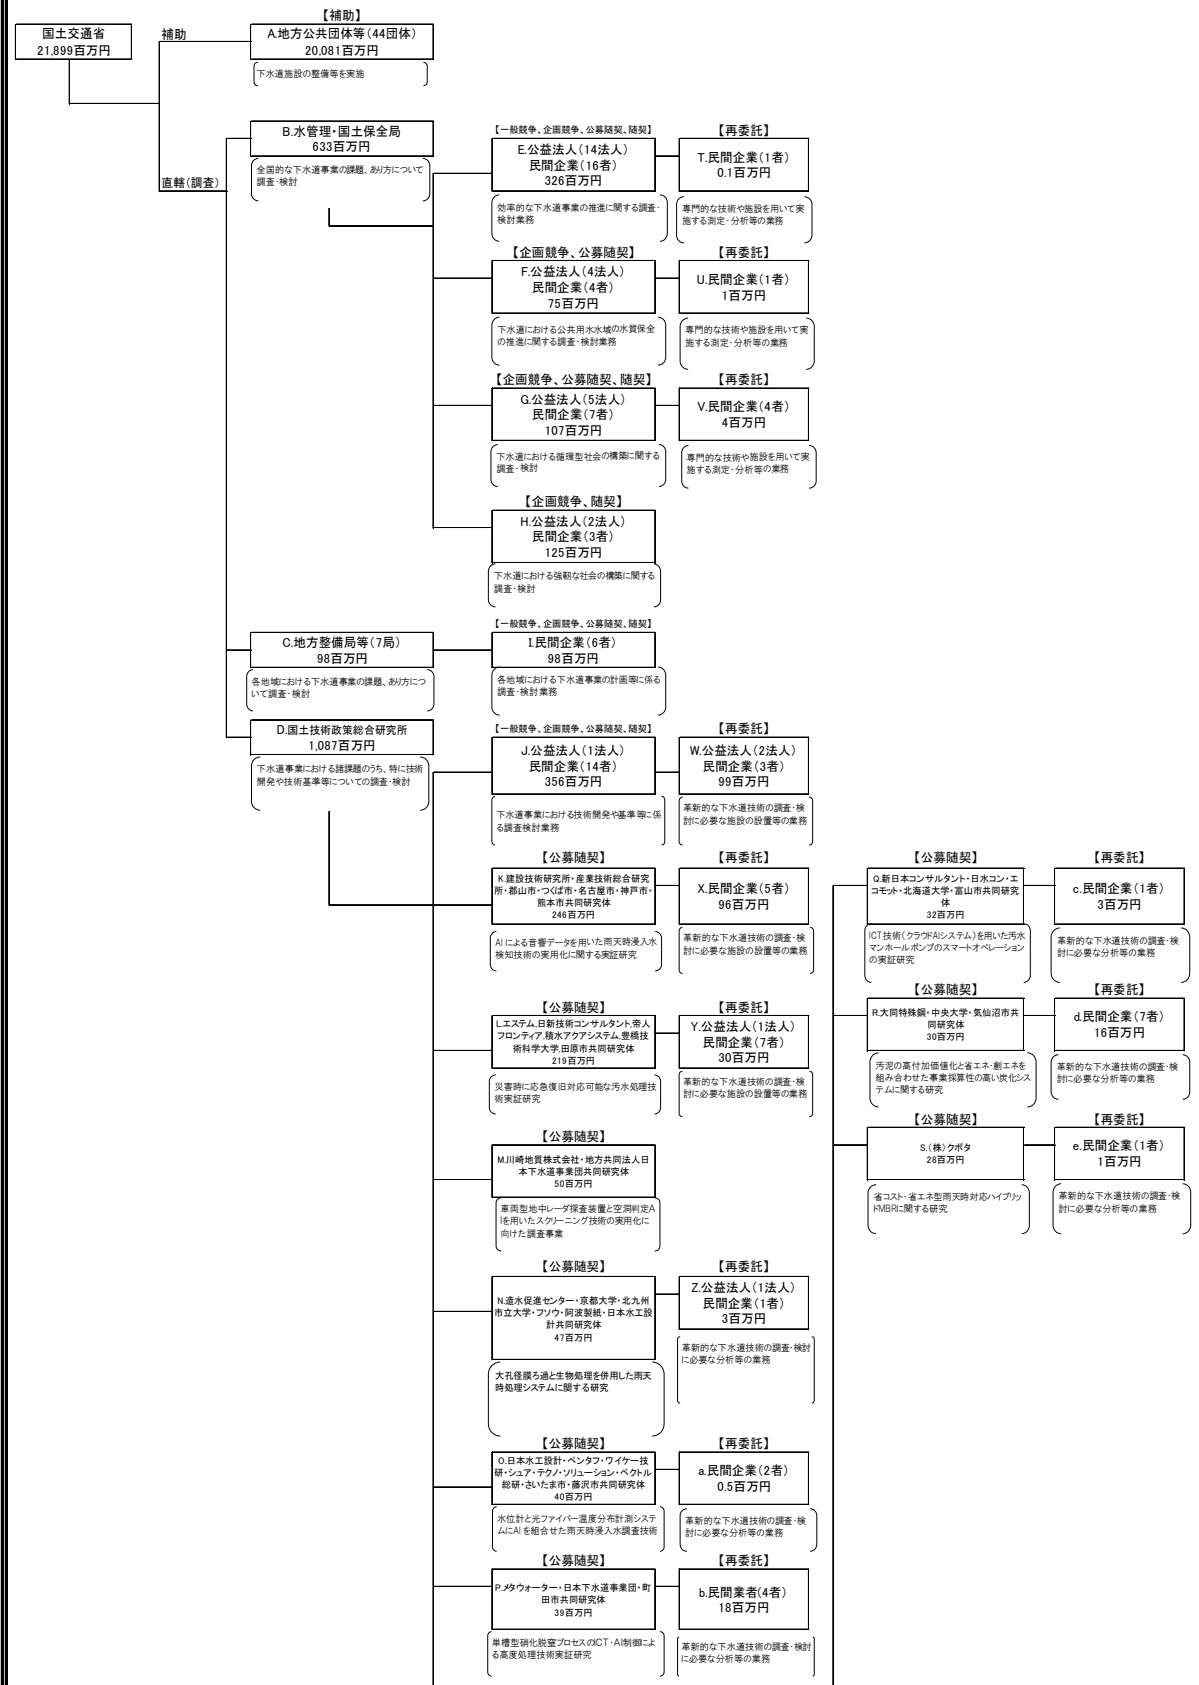 国土交通省
21,899百万円
補助
【補助】
A.地方公共団体等(44団体)
20,081百万円
下水道施設の整備等を実施
直轄(調査)
B.水管理・国土保全局
633百万円
全国的な下水道事業の課題、あり方について
調査・検討
【一般競争、企画競争、公募随契、随契】
E.公益法人(14法人)
民間企業(16者)
326百万円
効率的な下水道事業の推進に関する調査・
検討業務
【再委託】
T.民間企業(1者)
0.1百万円
専門的な技術や施設を用いて実
施する測定・分析等の業務
【企画競争、公募随契】
F.公益法人(4法人)
民間企業(4者)
75百万円
下水道における公共用水水域の水質保全
の推進に関する調査・検討業務
【再委託】
U.民間企業(1者)
1百万円
専門的な技術や施設を用いて実
施する測定・分析等の業務
【企画競争、公募随契、随契】
G.公益法人(5法人)
民間企業(7者)
107百万円
下水道における循環型社会の構築に関する
調査・検討
【再委託】
V.民間企業(4者)
4百万円
専門的な技術や施設を用いて実
施する測定・分析等の業務
【企画競争、随契】
H.公益法人(2法人)
民間企業(3者)
125百万円
下水道における強靭な社会の構築に関する
調査・検討
C.地方整備局等(7局)
98百万円
各地域における下水道事業の課題、あり方につ
いて調査・検討
【一般競争、企画競争、公募随契、随契】
I.民間企業(6者)
98百万円
各地域における下水道事業の計画等に係る
調査・検討業務
D.国土技術政策総合研究所
1,087百万円
下水道事業における諸課題のうち、特に技術
開発や技術基準等についての調査・検討
【一般競争、企画競争、公募随契、随契】
J.公益法人(1法人)
民間企業(14者)
356百万円
下水道事業における技術開発や基準等に係
る調査検討業務
【再委託】
W.公益法人(2法人)
民間企業(3者)
99百万円
革新的な下水道技術の調査・検
討に必要な施設の設置等の業務
【公募随契】
K.建設技術研究所・産業技術総合研究
所・郡山市・つくば市・名古屋市・神戸市・
熊本市共同研究体
246百万円
AIによる音響データを用いた雨天時浸入水
検知技術の実用化に関する実証研究
【再委託】
X.民間企業(5者)
96百万円
革新的な下水道技術の調査・検
討に必要な施設の設置等の業務
【公募随契】
L.エステム,日新技術コンサルタント,帝人
フロンティア,積水アクアシステム,豊橋技
術科学大学,田原市共同研究体
219百万円
災害時に応急復旧対応可能な汚水処理技
術実証研究
【再委託】
Y.公益法人(1法人)
民間企業(7者)
30百万円
革新的な下水道技術の調査・検
討に必要な施設の設置等の業務
【公募随契】
M.川崎地質株式会社・地方共同法人日
本下水道事業団共同研究体
50百万円
車両型地中レーダ探査装置と空洞判定A
Iを用いたスクリーニング技術の実用化に
向けた調査事業
【公募随契】
N.造水促進センター・京都大学・北九州
市立大学・フソウ・阿波製紙・日本水工設
計共同研究体
47百万円
大孔径膜ろ過と生物処理を併用した雨天
時処理システムに関する研究
【再委託】
Z.公益法人(1法人)
民間企業(1者)
3百万円
革新的な下水道技術の調査・検討
に必要な分析等の業務
【公募随契】
O.日本水工設計・ペンタフ・ワイケー技
研・シュア・テクノ・ソリューション・ベクトル
総研・さいたま市・藤沢市共同研究体
40百万円
水位計と光ファイバー温度分布計測システ
ムにAIを組合せた雨天時浸入水調査技術
【再委託】
a.民間企業(2者)
0.5百万円
革新的な下水道技術の調査・検
討に必要な分析等の業務
【公募随契】
P.メタウォーター・日本下水道事業団・町
田市共同研究体
39百万円
単槽型硝化脱窒プロセスのICT・AI制御によ
る高度処理技術実証研究
【再委託】
b.民間業者(4者)
18百万円
革新的な下水道技術の調査・検討
に必要な分析等の業務
【公募随契】
Q.新日本コンサルタント・日水コン・エ
コモット・北海道大学・富山市共同研究
体
32百万円
ICT技術(クラウドAIシステム)を用いた汚水
マンホールポンプのスマートオペレーション
の実証研究
【再委託】
c.民間企業(1者)
3百万円
革新的な下水道技術の調査・検
討に必要な分析等の業務
【公募随契】
R.大同特殊鋼・中央大学・気仙沼市共
同研究体
30百万円
汚泥の高付加価値化と省エネ・創エネを
組み合わせた事業採算性の高い炭化シス
テムに関する研究
【再委託】
d.民間企業(7者)
16百万円
革新的な下水道技術の調査・検
討に必要な分析等の業務
【公募随契】
S.(株)クボタ
28百万円
省コスト・省エネ型雨天時対応ハイブリッ
ドMBRに関する研究
【再委託】
e.民間企業(1者)
1百万円
革新的な下水道技術の調査・検
討に必要な分析等の業務